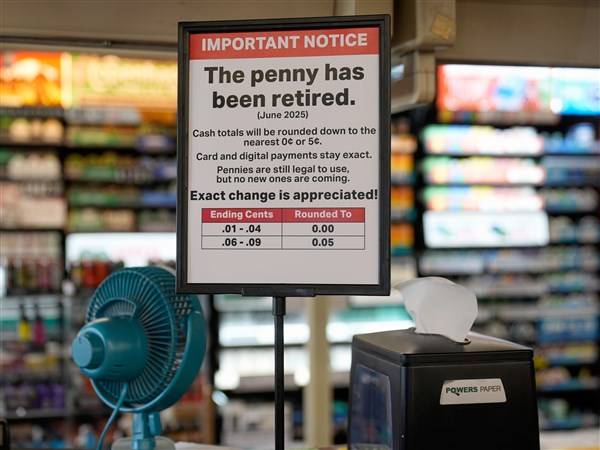 IMPORTANT NOTICE
The penny has
been retired.
(June 2025)
Cash totals will be rounded down to the
nearest 0¢ or 5¢.
Card and digital payments stay exact.
Pennies are still legal to use,
but no new ones are coming.
Exact change is appreciated!
Ending Cents Rounded To
.01 - .04 0.00
.06 - .09 0.05
POWERS PAPER